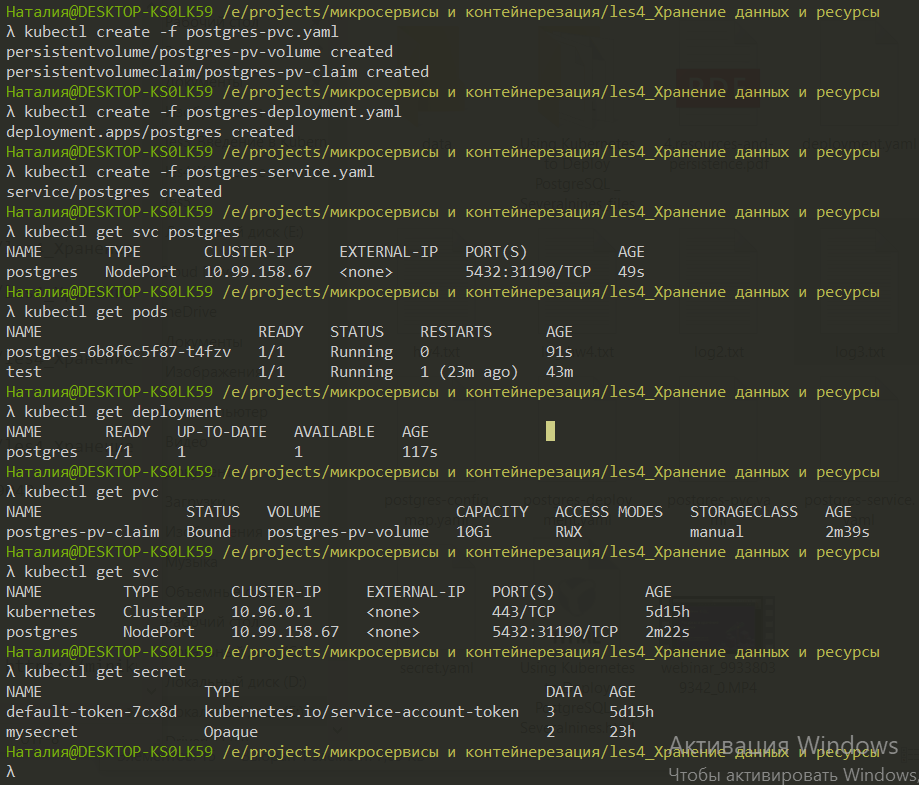 Наталия@DESKTOP-KS0LK59 /e/projects/микросервисы и контейнерезация/les4_Хранение данных и ресурсы
λ kubectl create -f postgres-pvc.yaml
persistentvolume/postgres-pv-volume created
persistentvolumeclaim/postgres-pv-claim created
Наталия@DESKTOP-KS0LK59 /e/projects/микросервисы и контейнерезация/les4_Хранение данных и ресурсы
λ kubectl create -f postgres-deployment.yaml
deployment.apps/postgres created
Наталия@DESKTOP-KS0LK59 /e/projects/микросервисы и контейнерезация/les4_Хранение данных и ресурсы
λ kubectl create -f postgres-service.yaml
service/postgres created
Наталия@DESKTOP-KS0LK59 /e/projects/микросервисы и контейнерезация/les4_Хранение данных и ресурсы
λ kubectl get svc postgres
NAME TYPE CLUSTER-IP EXTERNAL-IP PORT(S) AGE
postgres NodePort 10.99.158.67 <none> 5432:31190/TCP 49s
Наталия@DESKTOP-KS0LK59 /e/projects/микросервисы и контейнерезация/les4_Хранение данных и ресурсы
λ kubectl get pods
NAME READY STATUS RESTARTS AGE
postgres-6b8f6c5f87-t4fzv 1/1 Running 0 91s
test 1/1 Running 1 (23m ago) 43m
Наталия@DESKTOP-KS0LK59 /e/projects/микросервисы и контейнерезация/les4_Хранение данных и ресурсы
λ kubectl get deployment
NAME READY UP-TO-DATE AVAILABLE AGE
postgres 1/1 1 1 117s
Наталия@DESKTOP-KS0LK59 /e/projects/микросервисы и контейнерезация/les4_Хранение данных и ресурсы
λ kubectl get pvc
NAME STATUS VOLUME CAPACITY ACCESS MODES STORAGECLASS AGE
postgres-pv-claim Bound postgres-pv-volume 10Gi RWX manual 2m39s
Наталия@DESKTOP-KS0LK59 /e/projects/микросервисы и контейнерезация/les4_Хранение данных и ресурсы
λ kubectl get svc
NAME TYPE CLUSTER-IP EXTERNAL-IP PORT(S) AGE
kubernetes ClusterIP 10.96.0.1 <none> 443/TCP 5d15h
postgres NodePort 10.99.158.67 <none> 5432:31190/TCP 2m22s
Наталия@DESKTOP-KS0LK59 /e/projects/микросервисы и контейнерезация/les4_Хранение данных и ресурсы
λ kubectl get secret
NAME TYPE DATA AGE
default-token-7cx8d kubernetes.io/service-account-token 3 5d15h
mysecret Opaque 2 23h
Наталия@DESKTOP-KS0LK59 /e/projects/микросервисы и контейнерезация/les4_Хранение данных и ресурсы
λ
Активация Windows
Чтобы активировать Windows,